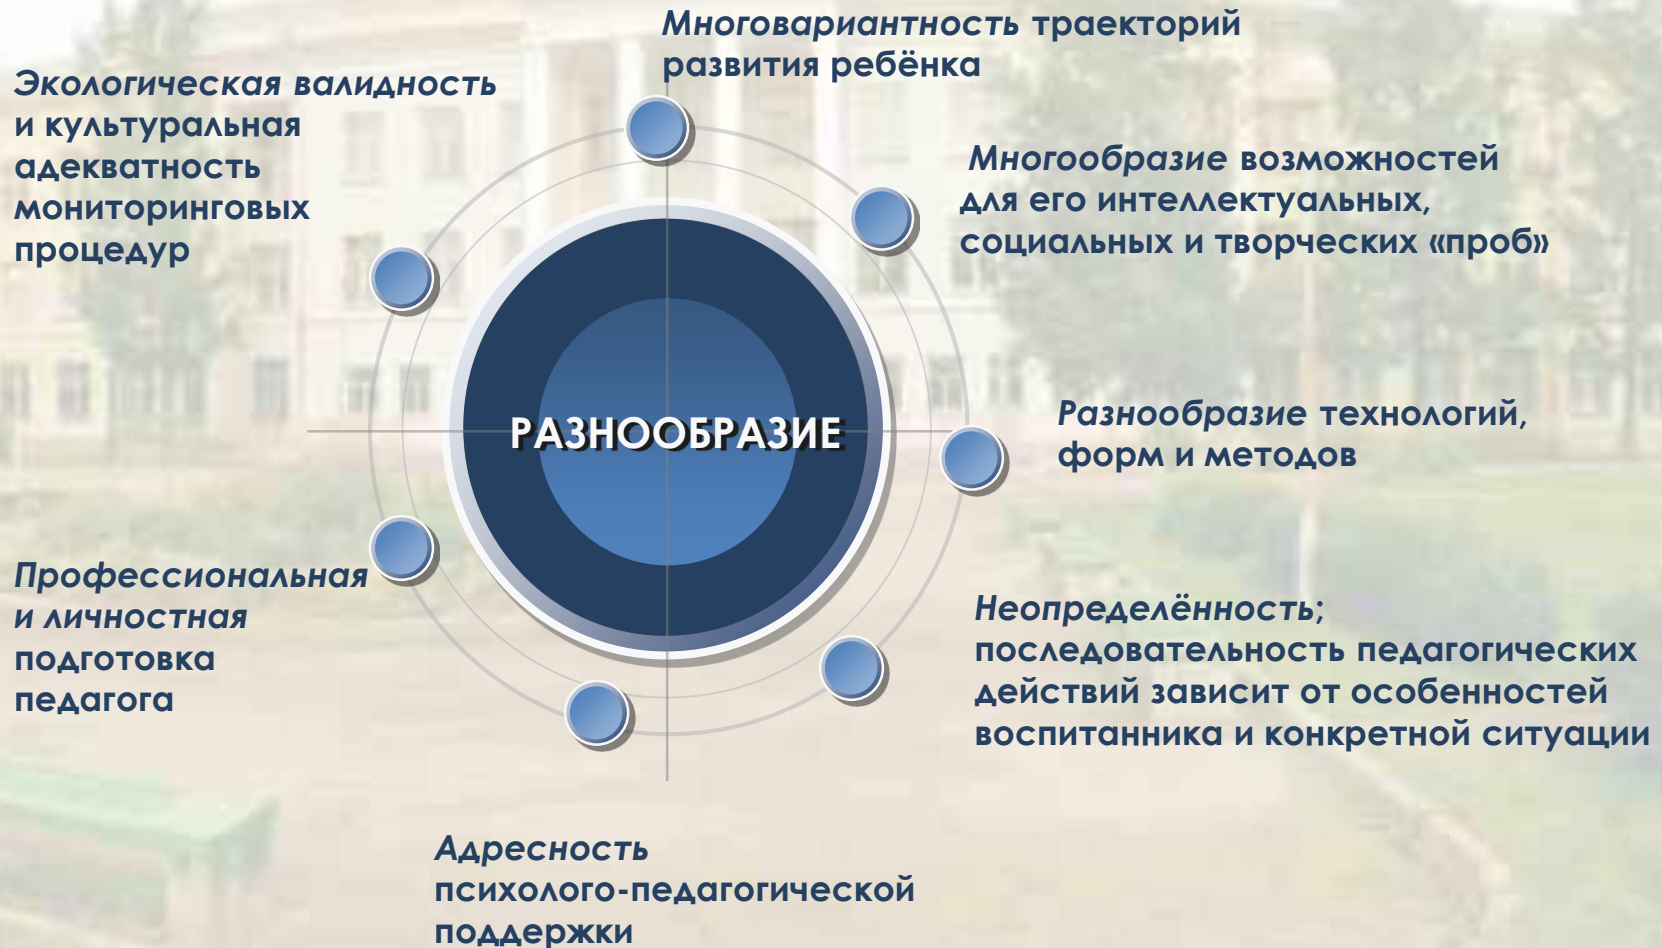 Многовариантность траекторий
развития ребёнка
Экологическая валидность
и культуральная
адекватность
мониторинговых
процедур
Многообразие возможностей
для его интеллектуальных,
социальных и творческих «проб»
РАЗНООБРАЗИЕ
Разнообразие технологий,
форм и методов
Профессиональная
и личностная
подготовка
педагога
Неопределённость;
последовательность педагогических
действий зависит от особенностей
воспитанника и конкретной ситуации
Адресность
психолого-педагогической
поддержки